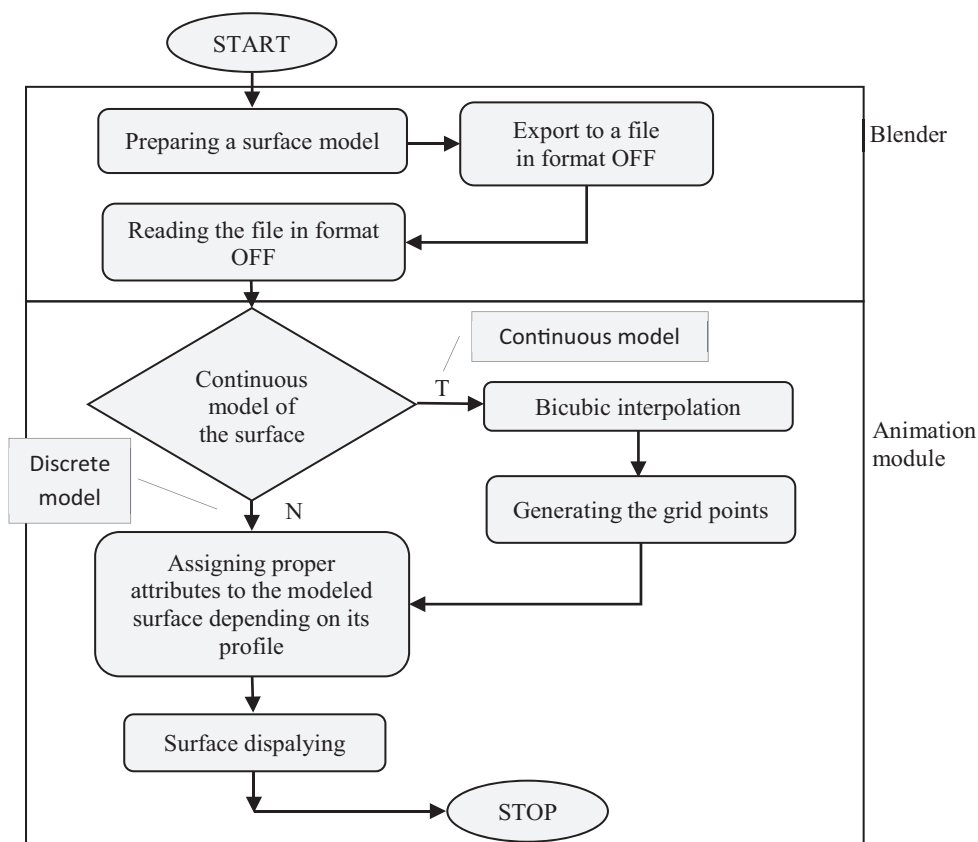 START
Preparing a surface model
Export to a file
in format OFF
Blender
Reading the file in format
OFF
Continuous model
T
Continuous
model of
the surface
Bicubic interpolation
Animation
module
Discrete
model
N
Generating the grid points
Assigning proper
attributes to the modeled
surface depending on its
profile
Surface dispalying
STOP